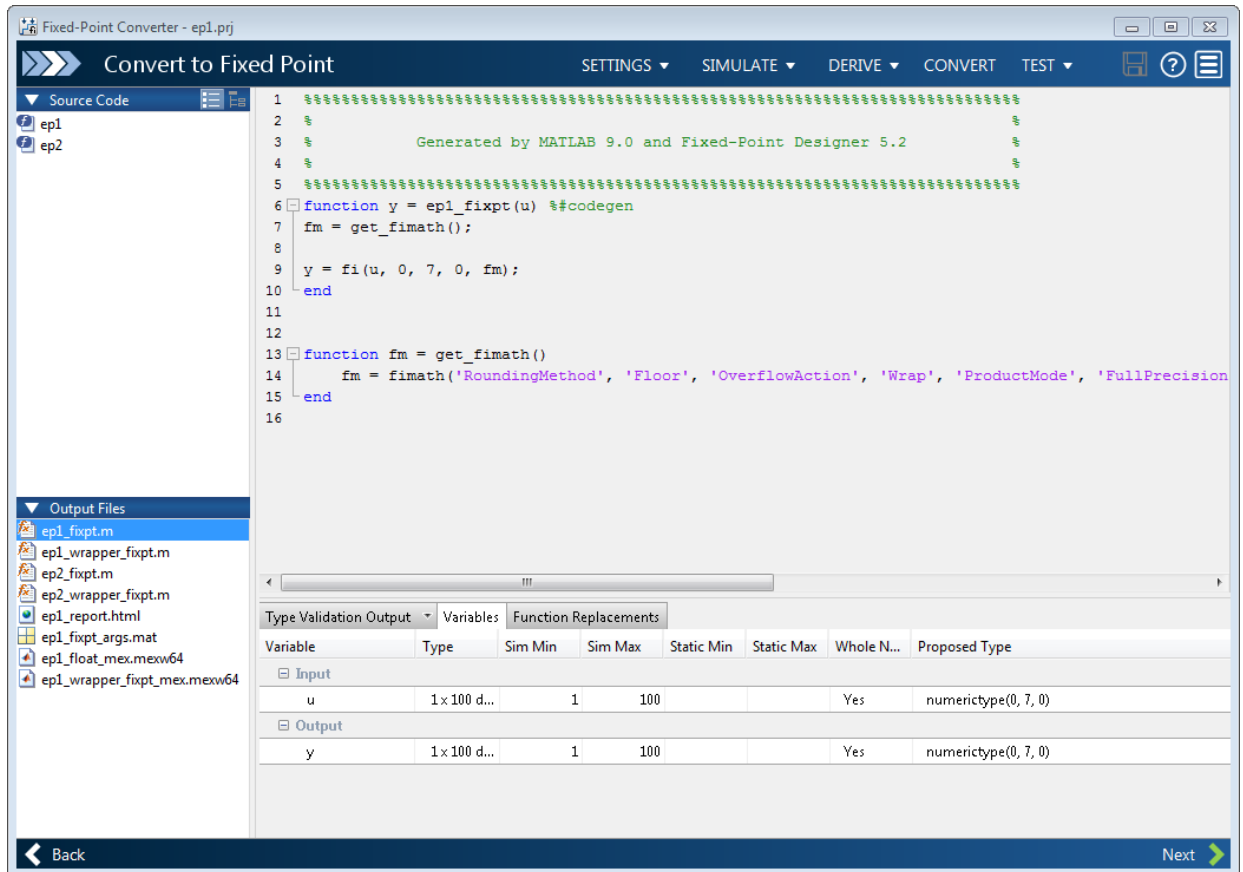 Fixed-Point Converter - ep1.prj
Convert to Fixed Point
SETTINGS ▼ SIMULATE ▼ DERIVE ▼ CONVERT TEST ▼
▼ Source Code
ep1
ep2
1 %%%%%%%%%%%%%%%%%%%%%%%%%%%%%%%%%%%%%%%%%%%%%%%%%%%%%%%%%%%%%%%%%%%%%%%%%%%%
2 % %
3 % Generated by MATLAB 9.0 and Fixed-Point Designer 5.2 %
4 % %
5 %%%%%%%%%%%%%%%%%%%%%%%%%%%%%%%%%%%%%%%%%%%%%%%%%%%%%%%%%%%%%%%%%%%%%%%%%%%%
6 function y = ep1_fixpt(u) %#codegen
7 fm = get_fimath();
8
9 y = fi(u, 0, 7, 0, fm);
10 end
11
12
13 function fm = get_fimath()
14 fm = fimath('RoundingMethod', 'Floor', 'OverflowAction', 'Wrap', 'ProductMode', 'FullPrecision
15 end
16
▼ Output Files
ep1_fixpt.m
ep1_wrapper_fixpt.m
ep2_fixpt.m
ep2_wrapper_fixpt.m
ep1_report.html
ep1_fixpt_args.mat
ep1_float_mex.mexw64
ep1_wrapper_fixpt_mex.mexw64
Type Validation Output Variables Function Replacements
Variable Type Sim Min Sim Max Static Min Static Max Whole N... Proposed Type
Input
u 1 x 100 d... 1 100 Yes numerictype(0, 7, 0)
Output
y 1 x 100 d... 1 100 Yes numerictype(0, 7, 0)
Back
Next